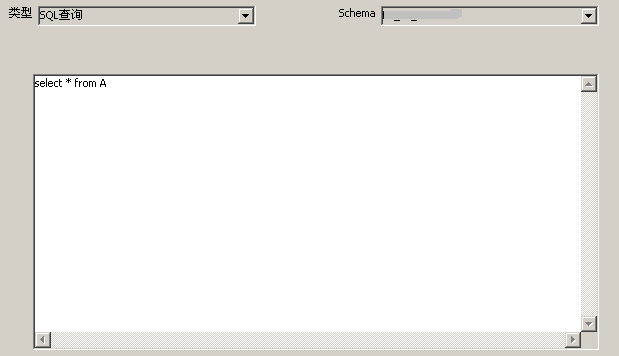 类型 SQL查询 Schema
select * from A